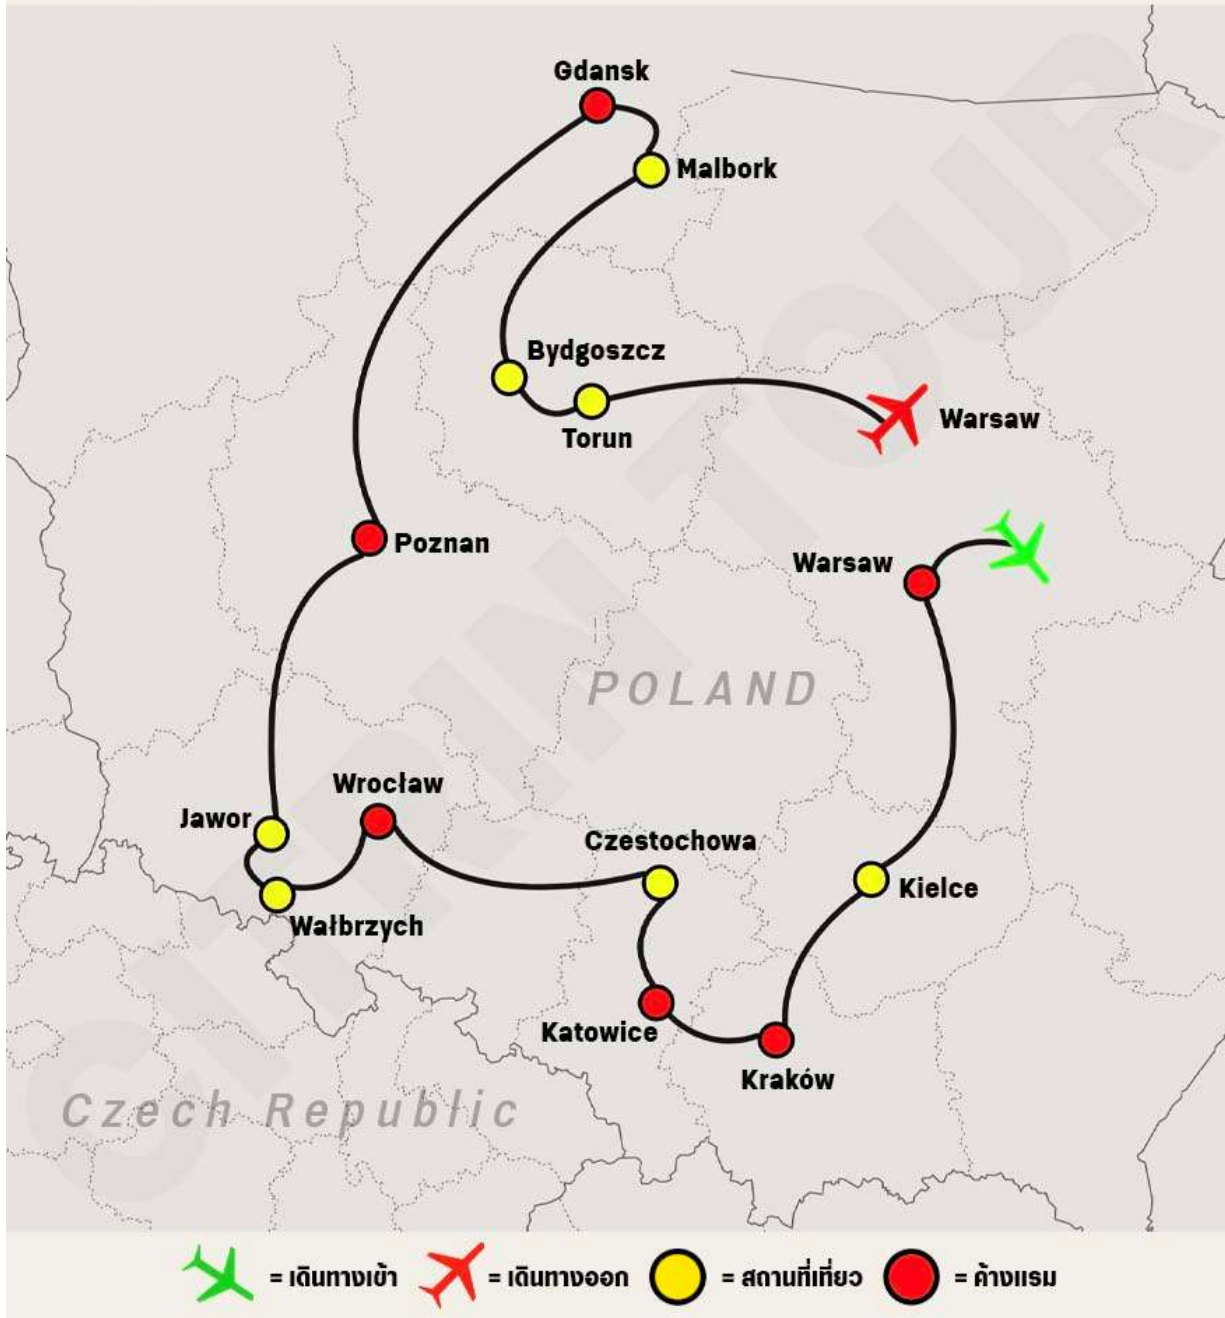 Gdansk
Malbork
Bydgoszcz
Torun
Warsaw
Poznan
Warsaw
POLAND
Wrocław
Jawor
Czestochowa
Kielce
Wałbrzych
Katowice
Kraków
Czech Republic
CITRIN TOUR
= เดินทางเข้า = เดินทางออก = สถานที่เที่ยว = ค้างแรม